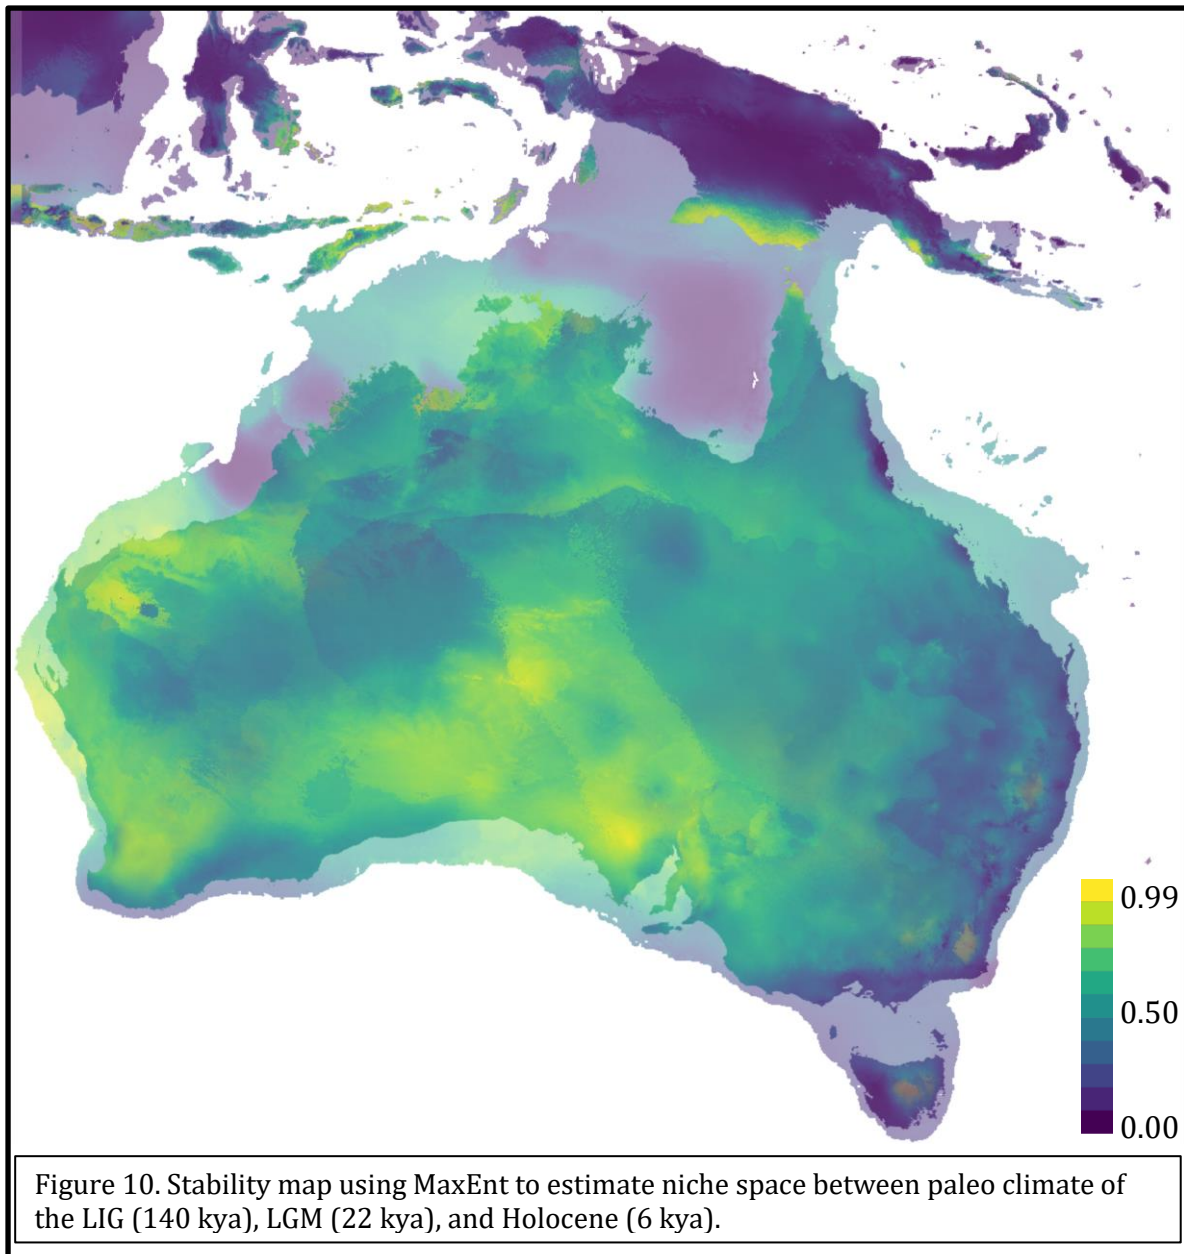 0.99
0.50
0.00
Figure 10. Stability map using MaxEnt to estimate niche space between paleo climate of
the LIG (140 kya), LGM (22 kya), and Holocene (6 kya).